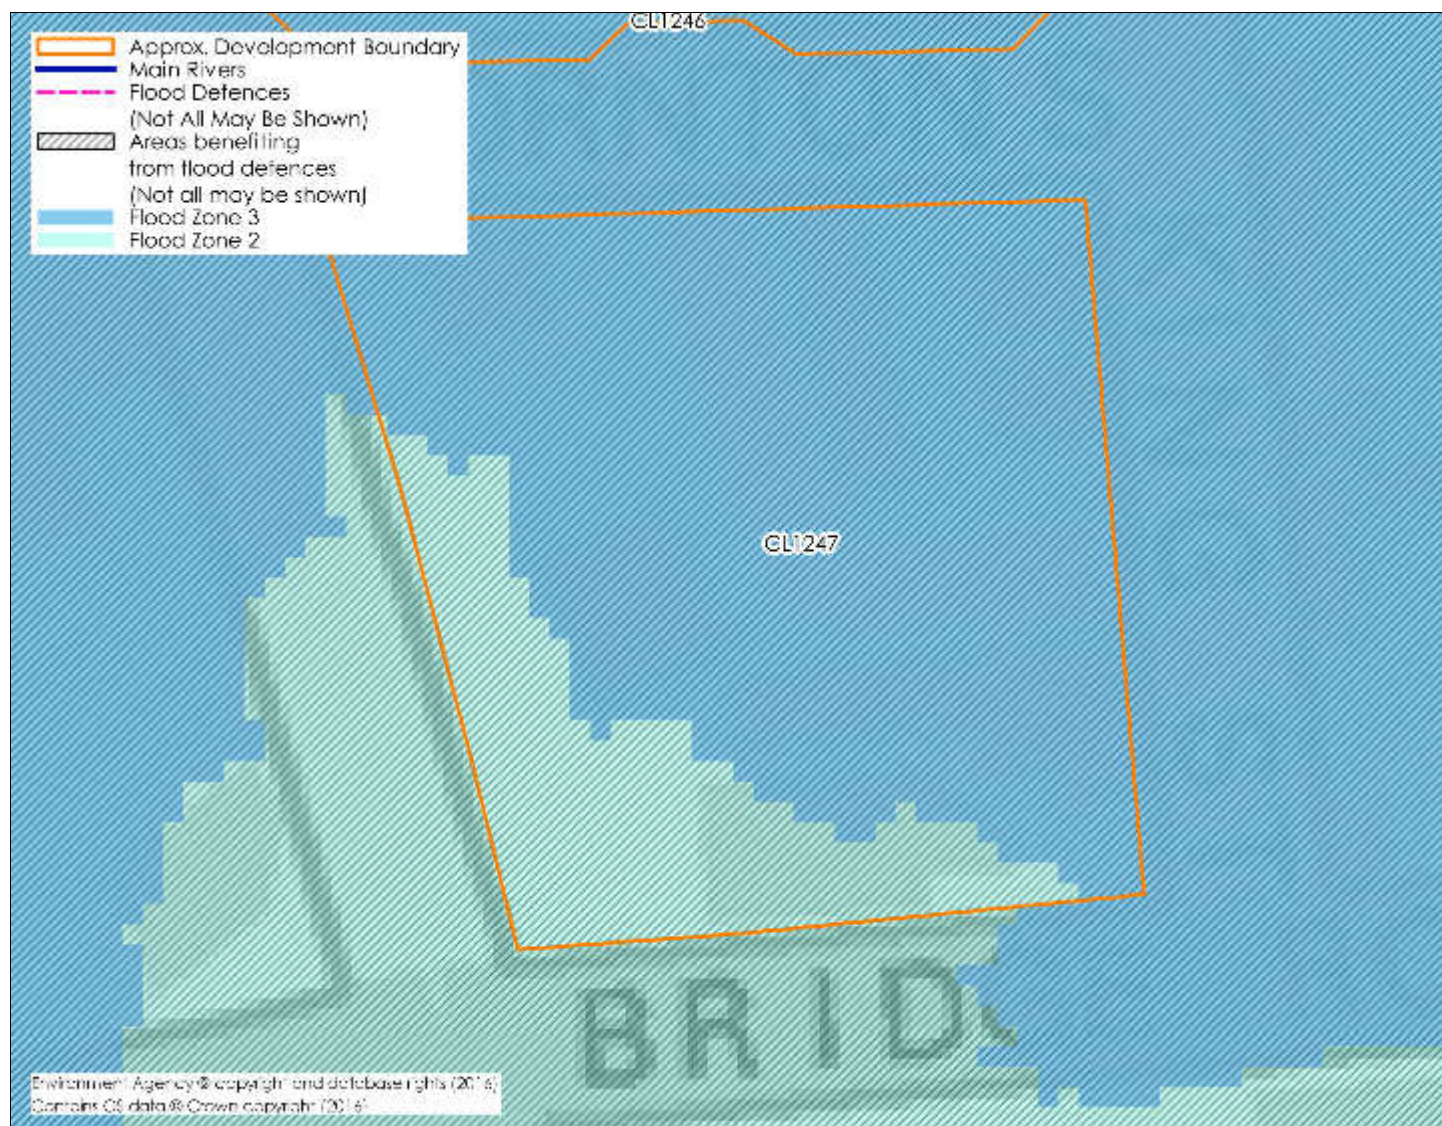 CL1246
Approx. Development Boundary
Main Rivers
Flood Defences
(Not All May Be Shown)
Areas benefiting
from flood defences
(Not all may be shown)
Flood Zone 3
Flood Zone 2
CL1247
BRID
Environment Agency © copyright and database rights (2016)
Contains OS data © Crown copyright (2016)